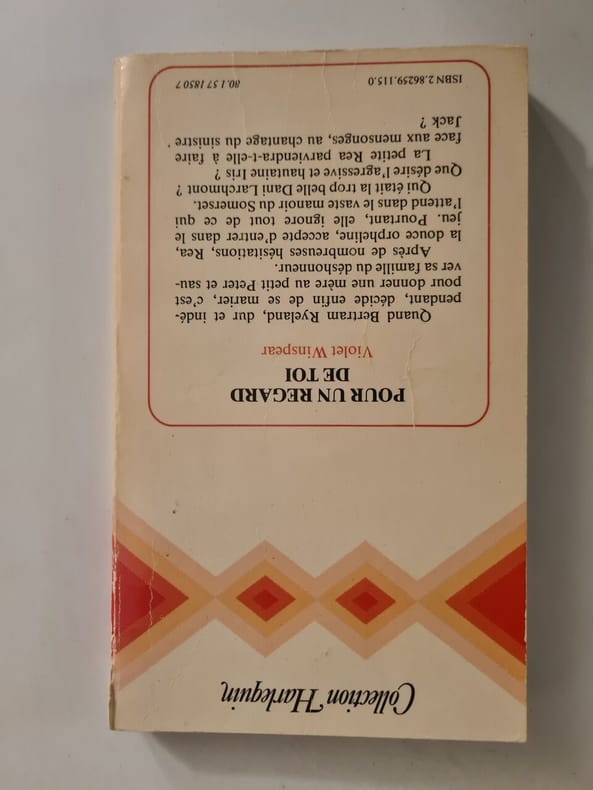 Collection Harlequin
POUR UN REGARD
DE TOI
Violet Winspear
Quand Bertram Ryeland, dur et indé-
pendant, décide enfin de se marier, c'est
pour donner une mère au petit Peter et sau-
ver sa famille du déshonneur.
Après de nombreuses hésitations, Rea,
la douce orpheline, accepte d'entrer dans le
jeu. Pourtant, elle ignore tout de ce qui
l'attend dans le vaste manoir du Somerset.
Qui était la trop belle Dani Larchmont ?
Que désire l'agressive et hautaine Iris ?
La petite Rea parviendra-t-elle à faire
face aux mensonges, au chantage du sinistre
Jack ?
ISBN 2.86259.115.0
80.1.57 1850 7